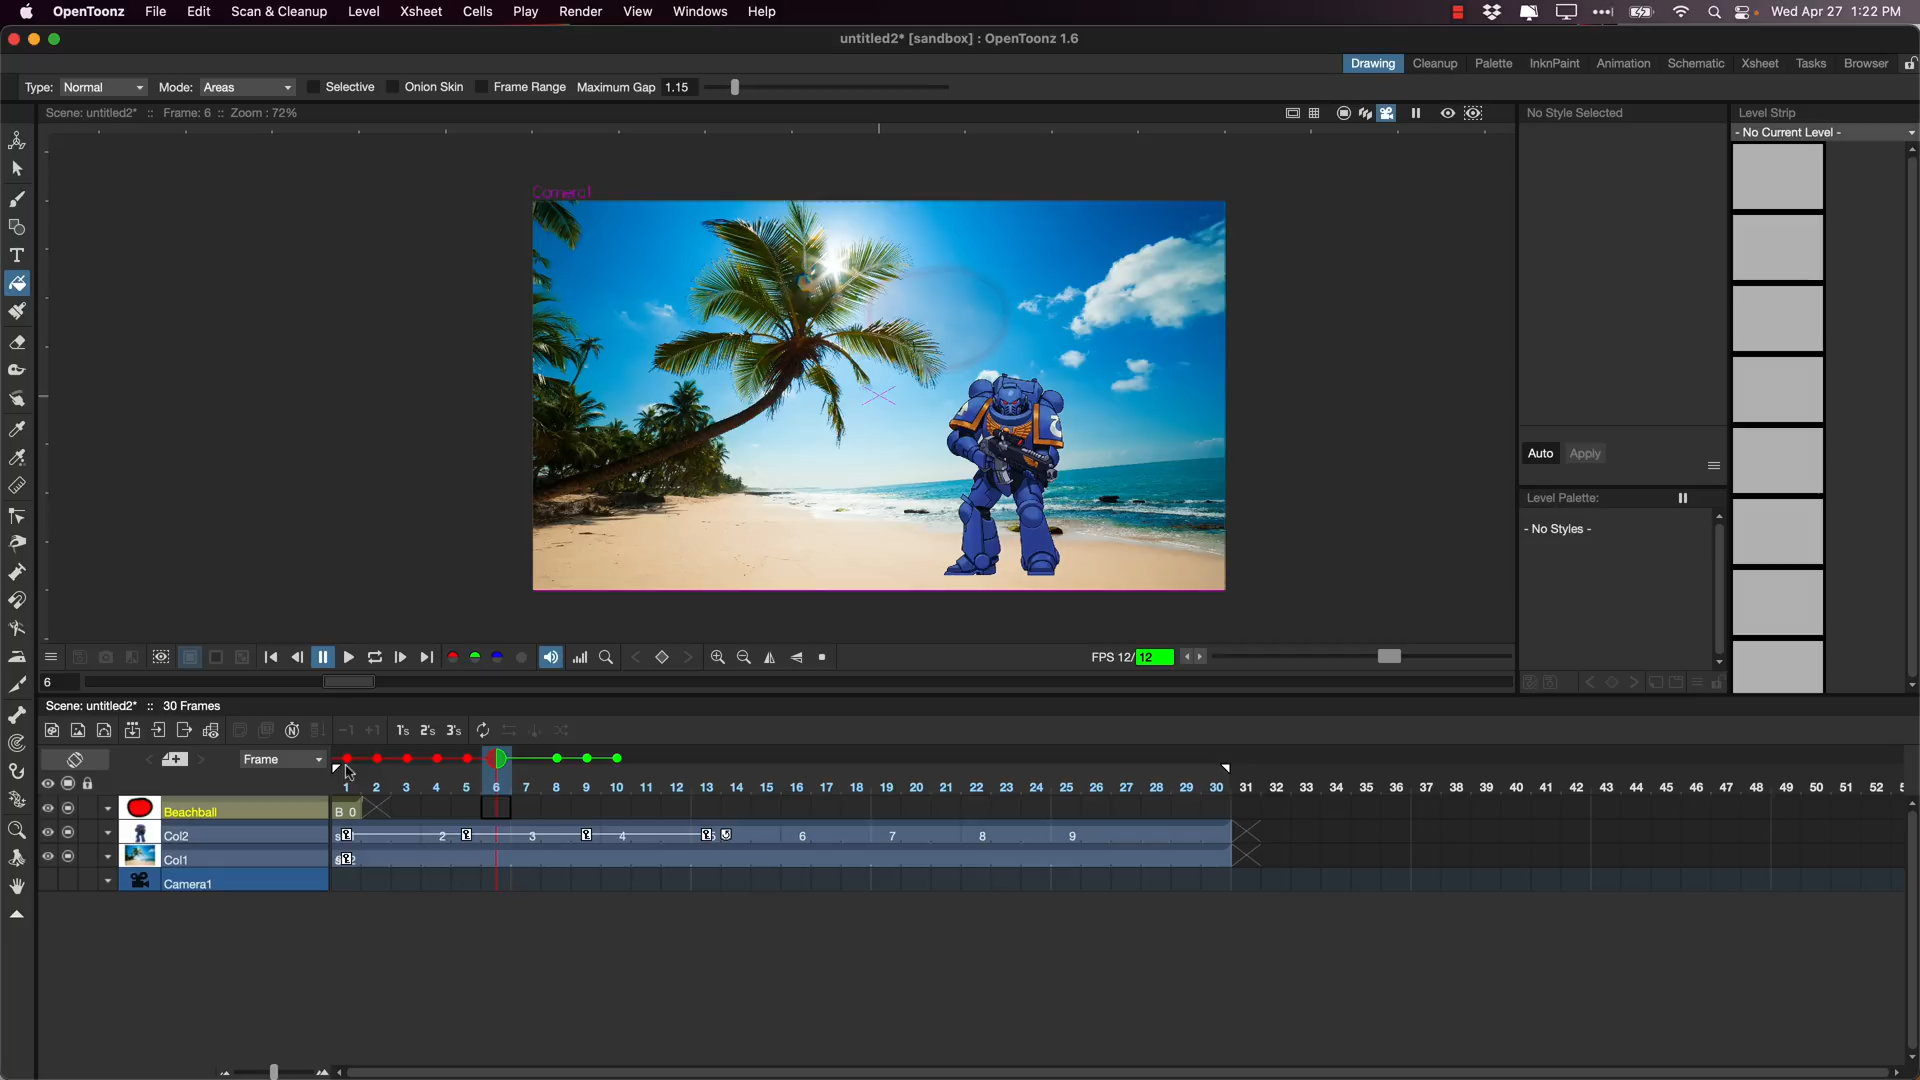 OpenToonz File Edit Scan & Cleanup Level Xsheet Cells Play Render View Windows Help Wed Apr 27 1:22 PM
untitled2* [sandbox] : OpenToonz 1.6
Drawing Cleanup Palette InknPaint Animation Schematic Xsheet Tasks Browser
Type: Normal Mode: Areas Selective Onion Skin Frame Range Maximum Gap 1.15
Scene: untitled2* :: Frame: 6 :: Zoom : 72% No Style Selected Level Strip
- No Current Level -
Camera1
Auto Apply
Level Palette:
- No Styles -
FPS 12/12
6
Scene: untitled2* :: 30 Frames
-1 +1 1's 2's 3's
Frame
1 2 3 4 5 6 7 8 9 10 11 12 13 14 15 16 17 18 19 20 21 22 23 24 25 26 27 28 29 30 31 32 33 34 35 36 37 38 39 40 41 42 43 44 45 46 47 48 49 50 51 52
Beachball B 0
Col2 2 3 4 6 7 8 9
Col1
Camera1